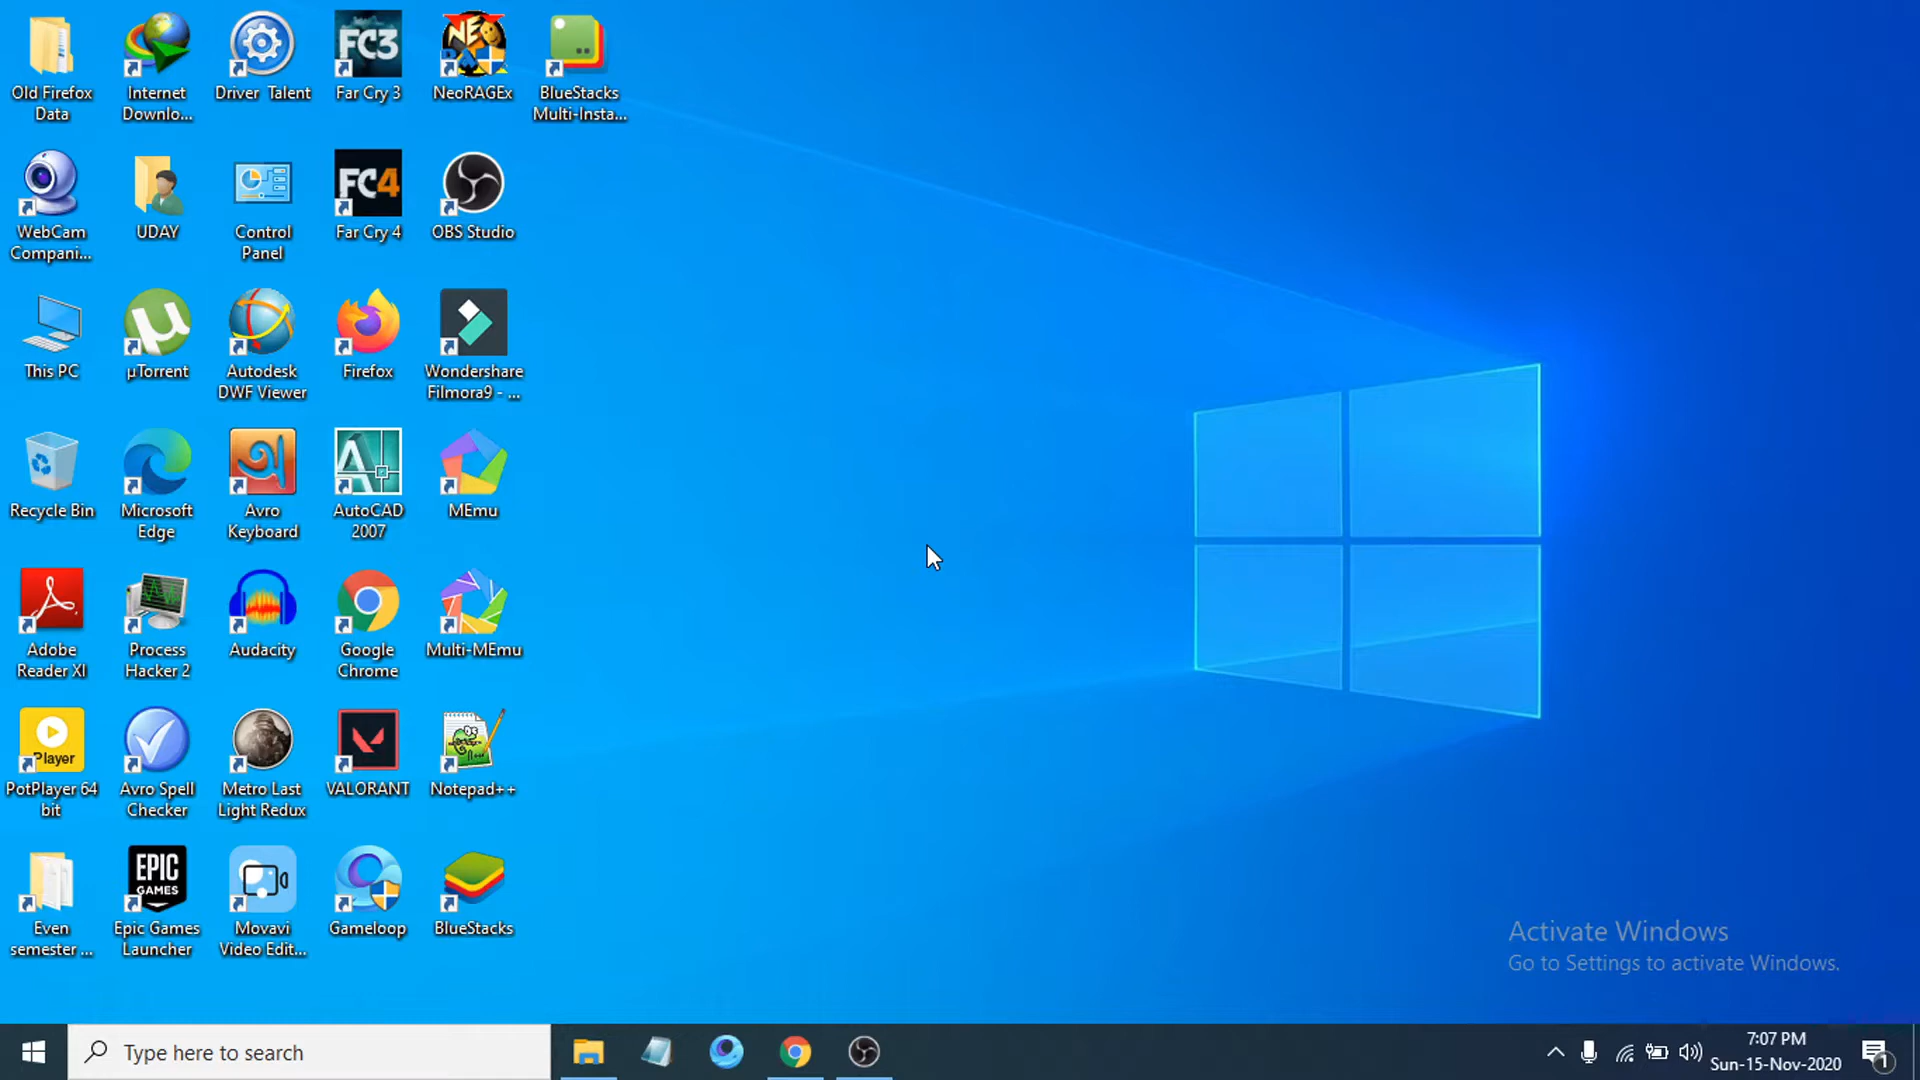 Old Firefox
Data
Internet
Downlo...
Driver Talent
FC3
Far Cry 3
NEO
NeoRAGEx
BlueStacks
Multi-Insta...
WebCam
Compani...
UDAY
Control
Panel
FC4
Far Cry 4
OBS Studio
This PC
µTorrent
Autodesk
DWF Viewer
Firefox
Wondershare
Filmora9 - ...
Recycle Bin
Microsoft
Edge
Avro
Keyboard
AutoCAD
2007
MEmu
Adobe
Reader XI
Process
Hacker 2
Audacity
Google
Chrome
Multi-MEmu
Player
PotPlayer 64
bit
Avro Spell
Checker
Metro Last
Light Redux
VALORANT
Notepad++
Even
semester ...
EPIC
GAMES
Epic Games
Launcher
Movavi
Video Edit...
Gameloop
BlueStacks
Activate Windows
Go to Settings to activate Windows.
Type here to search
7:07 PM
Sun-15-Nov-2020
1